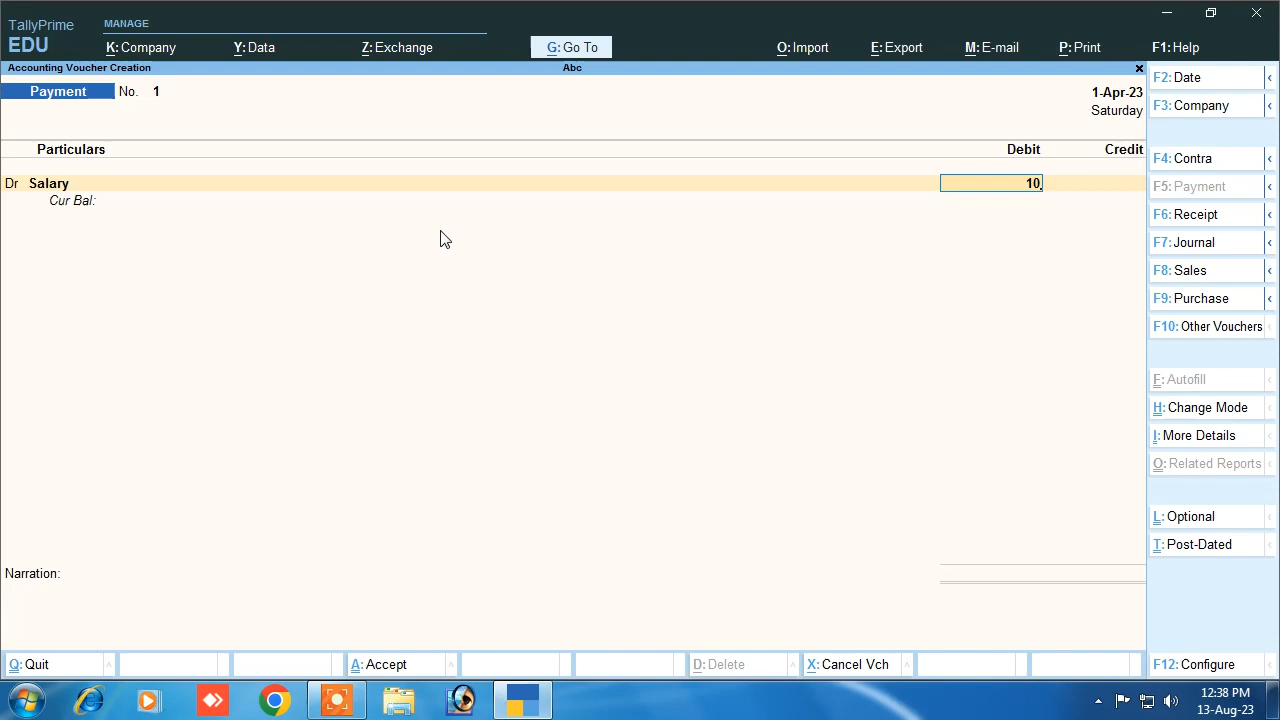 TallyPrime
EDU
MANAGE
K: Company
Y: Data
Z: Exchange
G: Go To
O: Import
E: Export
M: E-mail
P: Print
F1: Help
Accounting Voucher Creation
Abc
Payment No. 1
1-Apr-23
Saturday
Particulars Debit Credit
Dr Salary 10
Cur Bal:
Narration:
F2: Date
F3: Company
F4: Contra
F5: Payment
F6: Receipt
F7: Journal
F8: Sales
F9: Purchase
F10: Other Vouchers
F: Autofill
H: Change Mode
I: More Details
O: Related Reports
L: Optional
T: Post-Dated
Q: Quit
A: Accept
D: Delete
X: Cancel Vch
F12: Configure
12:38 PM
13-Aug-23